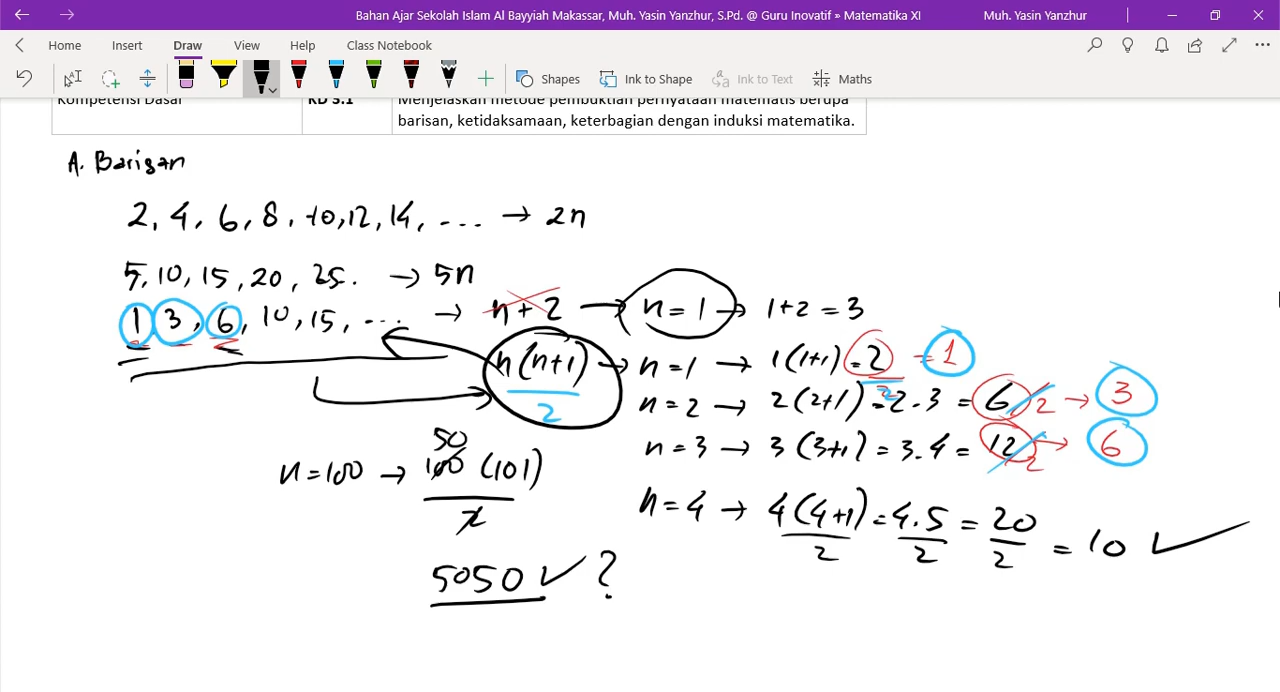 Bahan Ajar Sekolah Islam Al Bayyiah Makassar, Muh. Yasin Yanzhur, S.Pd. @ Guru Inovatif » Matematika XI
Muh. Yasin Yanzhur
Home Insert Draw View Help Class Notebook
Shapes Ink to Shape Ink to Text Maths
Kompetensi Dasar KD 3.1 Menjelaskan metode pembuktian pernyataan matematis berupa
barisan, ketidaksamaan, keterbagian dengan induksi matematika.
A. Barisan
2, 4, 6, 8, 10, 12, 14, ... → 2n
5, 10, 15, 20, 25. → 5n
1, 3, 6, 10, 15, ... → n + 2 → n = 1 → 1+2 = 3
n(n+1)/2 → n = 1 → 1(1+1) = 2/2 = 1
n = 2 → 2(2+1) = 2.3 = 6/2 → 3
n = 3 → 3(3+1) = 3.4 = 12/2 → 6
n = 100 → 100 (101)/2 50
n = 4 → 4(4+1)/2 = 4.5/2 = 20/2 = 10 ✓
5050 ✓ ?